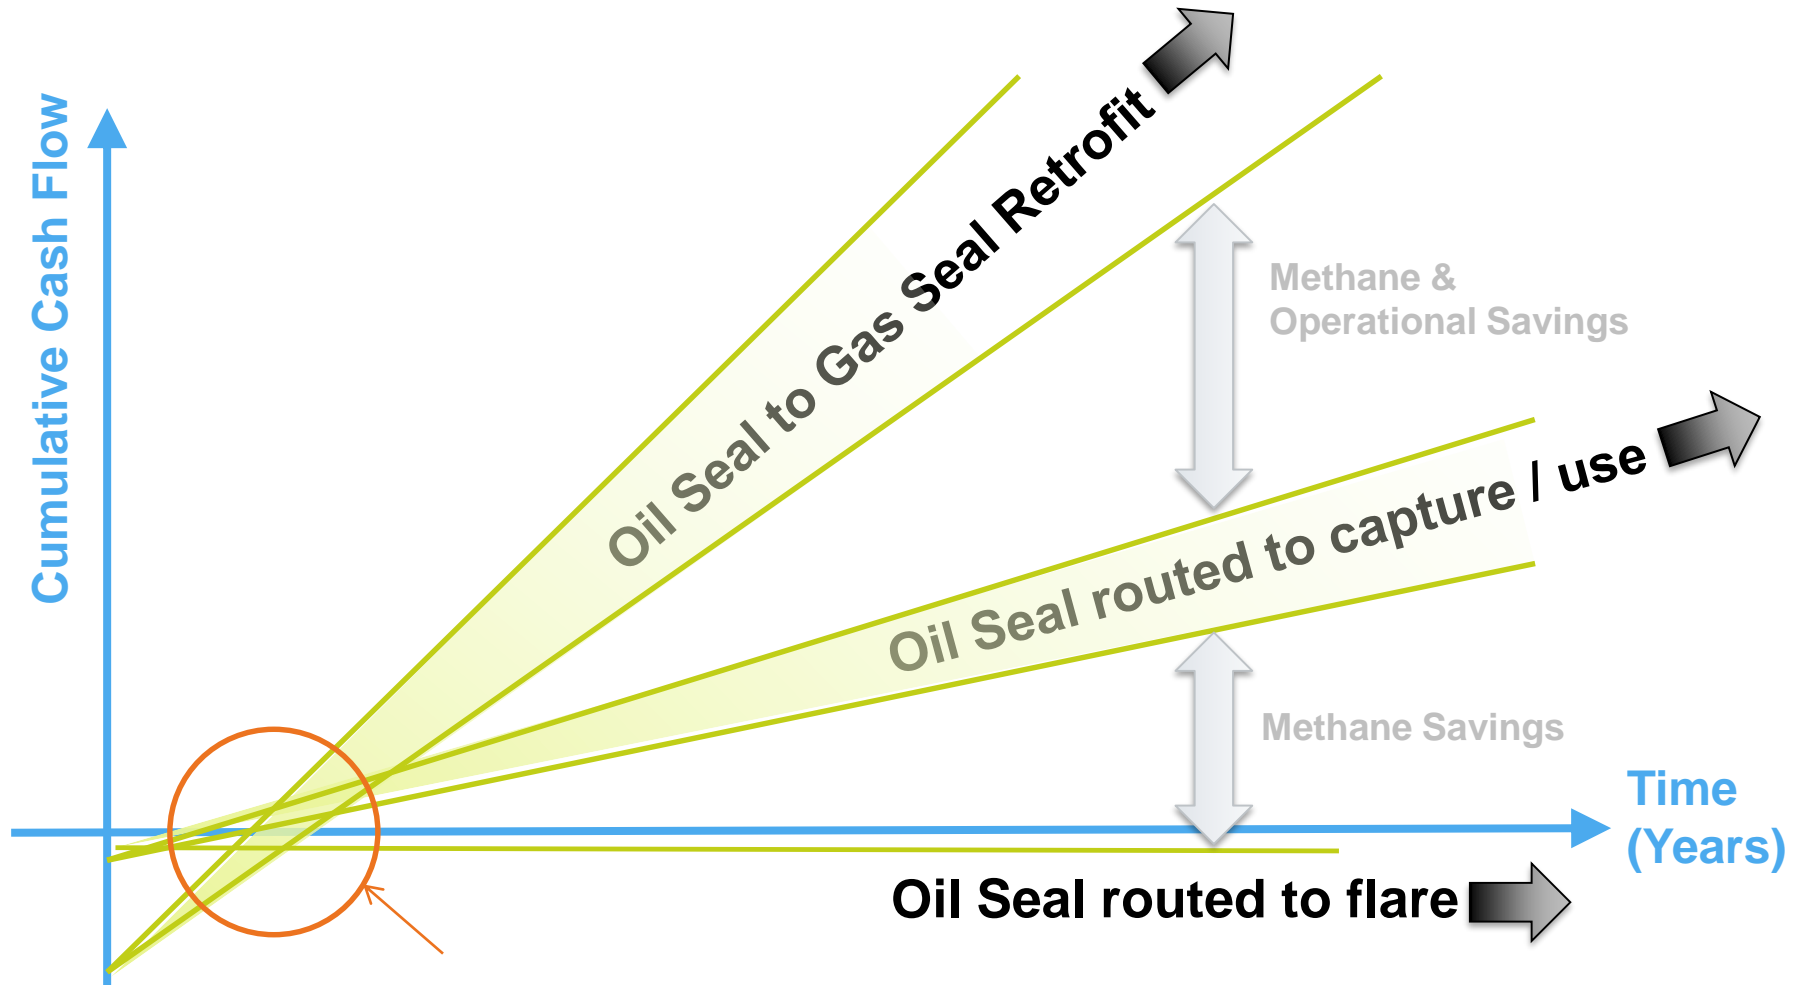 Cumulative Cash Flow
Oil Seal to Gas Seal Retrofit
Methane &
Operational Savings
Oil Seal routed to capture / use
Methane Savings
Time
(Years)
Oil Seal routed to flare